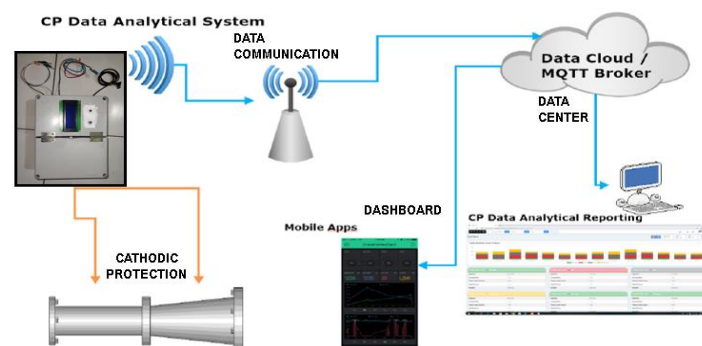 CP Data Analytical System
DATA
COMMUNICATION
Data Cloud /
MQTT Broker
DATA
CENTER
DASHBOARD
CP Data Analytical Reporting
Mobile Apps
CATHODIC
PROTECTION